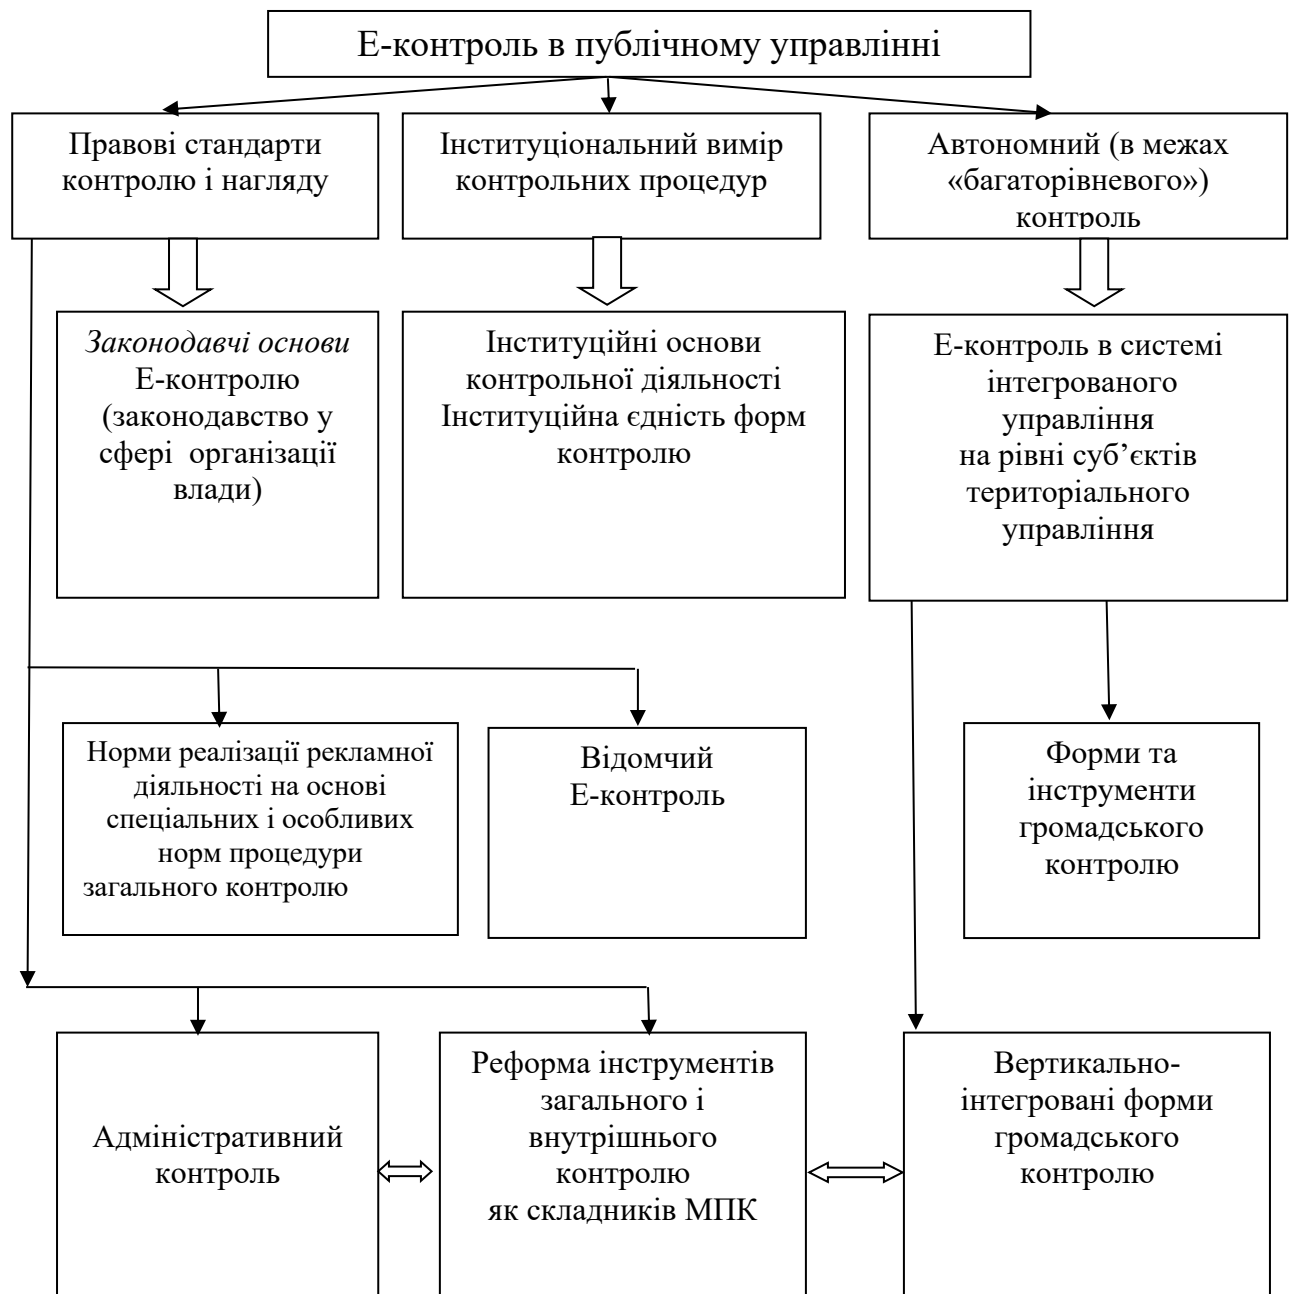 Е-контроль в публічному управлінні
Правові стандарти
контролю і нагляду
Інституціональний вимір
контрольних процедур
Автономний (в межах
«багаторівневого»)
контроль
Законодавчі основи
Е-контролю
(законодавство у
сфері організації
влади)
Інституційні основи
контрольної діяльності
Інституційна єдність форм
контролю
Е-контроль в системі
інтегрованого
управління
на рівні суб’єктів
територіального
управління
Норми реалізації рекламної
діяльності на основі
спеціальних і особливих
норм процедури
загального контролю
Відомчий
Е-контроль
Форми та
інструменти
громадського
контролю
Адміністративний
контроль
Реформа інструментів
загального і
внутрішнього
контролю
як складників МПК
Вертикально-
інтегровані форми
громадського
контролю